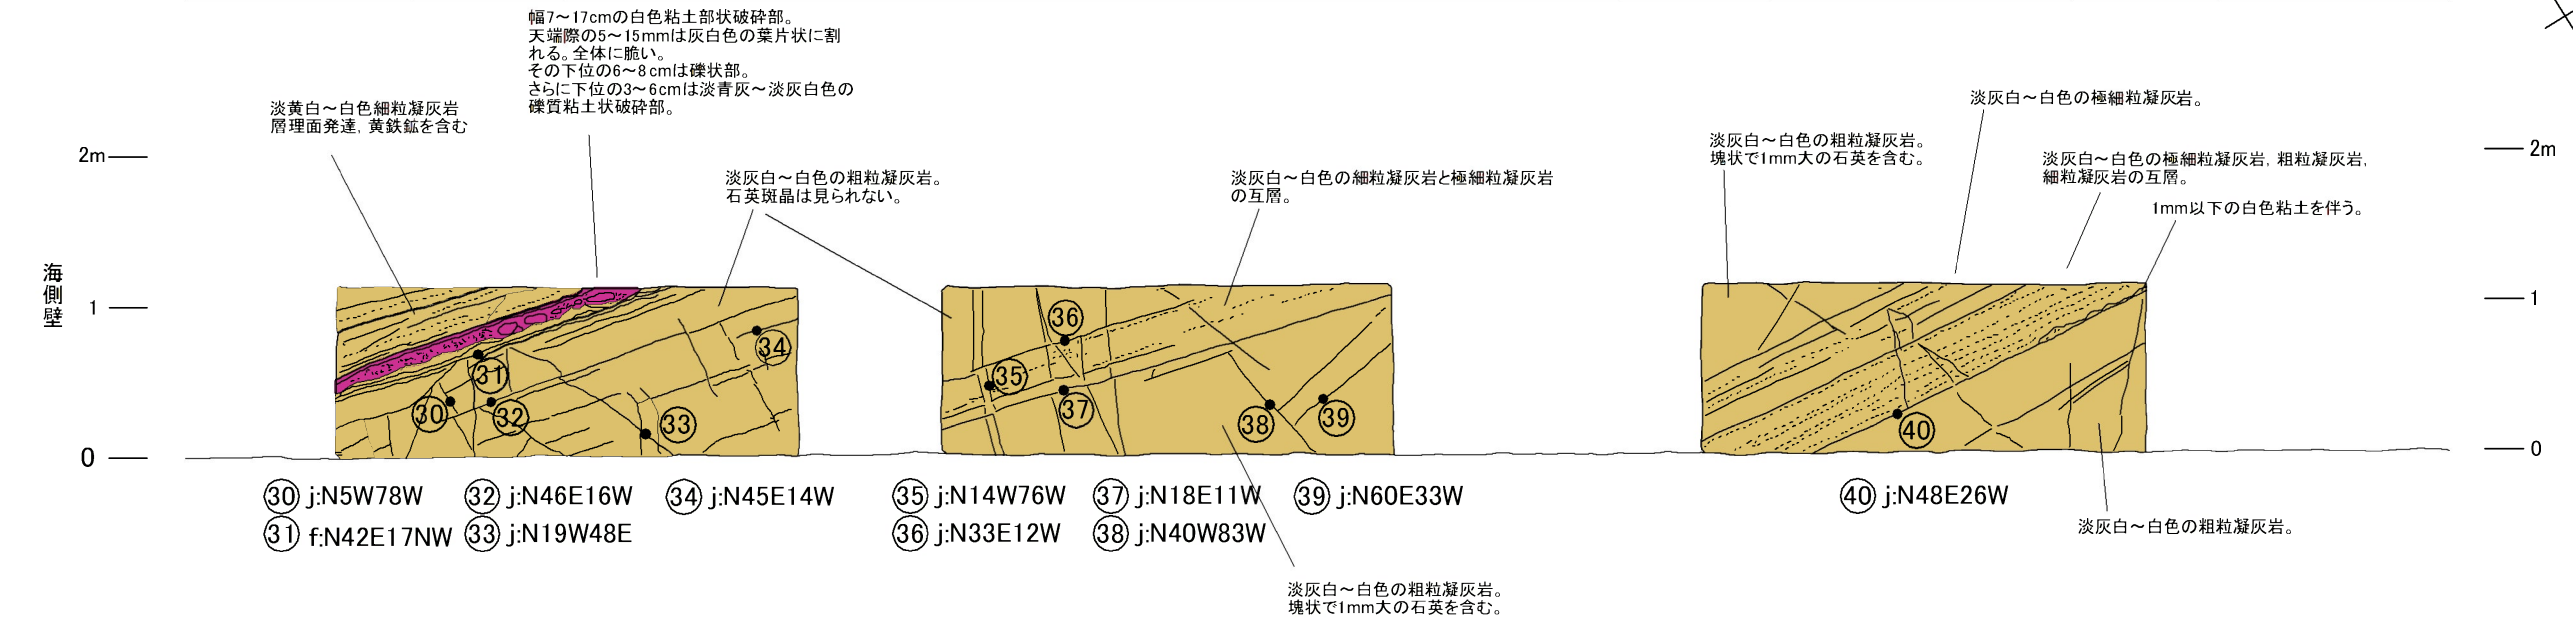 幅7～17cmの白色粘土部状破砕部。
天端際の5～15mmは灰白色の葉片状に割
れる。全体に脆い。
その下位の6～8cmは礫状部。
さらに下位の3～6cmは淡青灰～淡灰白色の
礫質粘土状破砕部。
淡黄白～白色細粒凝灰岩
層理面発達, 黄鉄鉱を含む
淡灰白～白色の粗粒凝灰岩。
石英斑晶は見られない。
淡灰白～白色の細粒凝灰岩と極細粒凝灰岩
の互層。
淡灰白～白色の粗粒凝灰岩。
塊状で1mm大の石英を含む。
淡灰白～白色の極細粒凝灰岩。
淡灰白～白色の極細粒凝灰岩, 粗粒凝灰岩,
細粒凝灰岩の互層。
1mm以下の白色粘土を伴う。
2m
1
0
海側壁
2m
1
0
㉚
㉛
㉜
㉝
㉞
㉟
㊱
㊲
㊳
㊴
㊵
㉚ j:N5W78W
㉛ f:N42E17NW
㉜ j:N46E16W
㉝ j:N19W48E
㉞ j:N45E14W
㉟ j:N14W76W
㊱ j:N33E12W
㊲ j:N18E11W
㊳ j:N40W83W
㊴ j:N60E33W
㊵ j:N48E26W
淡灰白～白色の粗粒凝灰岩。
淡灰白～白色の粗粒凝灰岩。
塊状で1mm大の石英を含む。